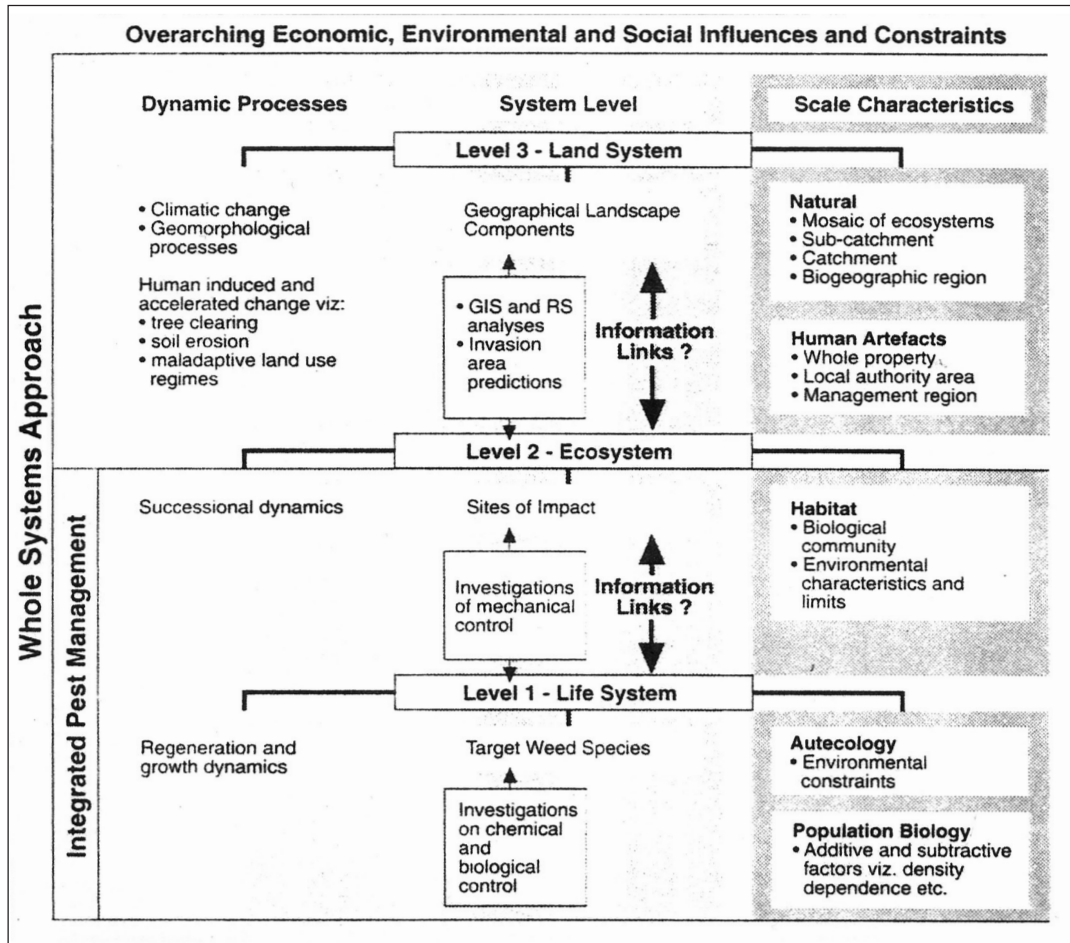 Overarching Economic, Environmental and Social Influences and Constraints
Dynamic Processes
System Level
Scale Characteristics
Level 3 - Land System
• Climatic change
• Geomorphological
processes
Human induced and
accelerated change viz:
• tree clearing
• soil erosion
• maladaptive land use
regimes
Geographical Landscape
Components
• GIS and RS
analyses
• Invasion
area
predictions
Information
Links ?
Natural
• Mosaic of ecosystems
• Sub-catchment
• Catchment
• Biogeographic region
Human Artefacts
• Whole property
• Local authority area
• Management region
Whole Systems Approach
Level 2 - Ecosystem
Integrated Pest Management
Successional dynamics
Sites of Impact
Investigations
of mechanical
control
Information
Links ?
Habitat
• Biological
community
• Environmental
characteristics and
limits
Level 1 - Life System
Regeneration and
growth dynamics
Target Weed Species
Investigations
on chemical
and
biological
control
Autecology
• Environmental
constraints
Population Biology
• Additive and subtractive
factors viz. density
dependence etc.